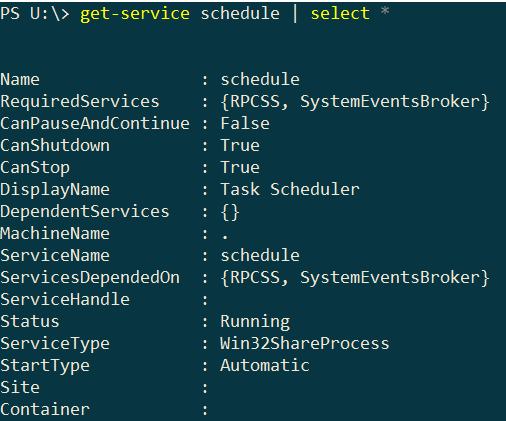 PS U:\> get-service schedule | select *
Name                : schedule
RequiredServices    : {RPCSS, SystemEventsBroker}
CanPauseAndContinue : False
CanShutdown         : True
CanStop             : True
DisplayName         : Task Scheduler
DependentServices   : {}
MachineName         : .
ServiceName         : schedule
ServicesDependedOn  : {RPCSS, SystemEventsBroker}
ServiceHandle       :
Status              : Running
ServiceType         : Win32ShareProcess
StartType           : Automatic
Site                :
Container           :